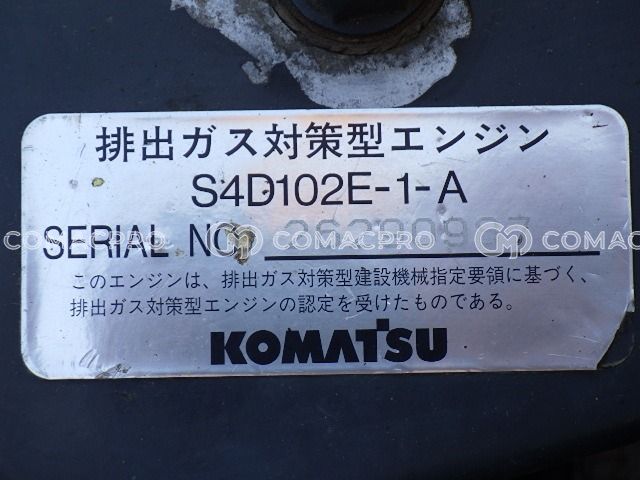 排出ガス対策型エンジン
S4D102E-1-A
SERIAL NO.
COMACPRO COMACPRO COMACPRO
このエンジンは、排出ガス対策型建設機械指定要領に基づく、
排出ガス対策型エンジンの認定を受けたものである。
KOMATSU